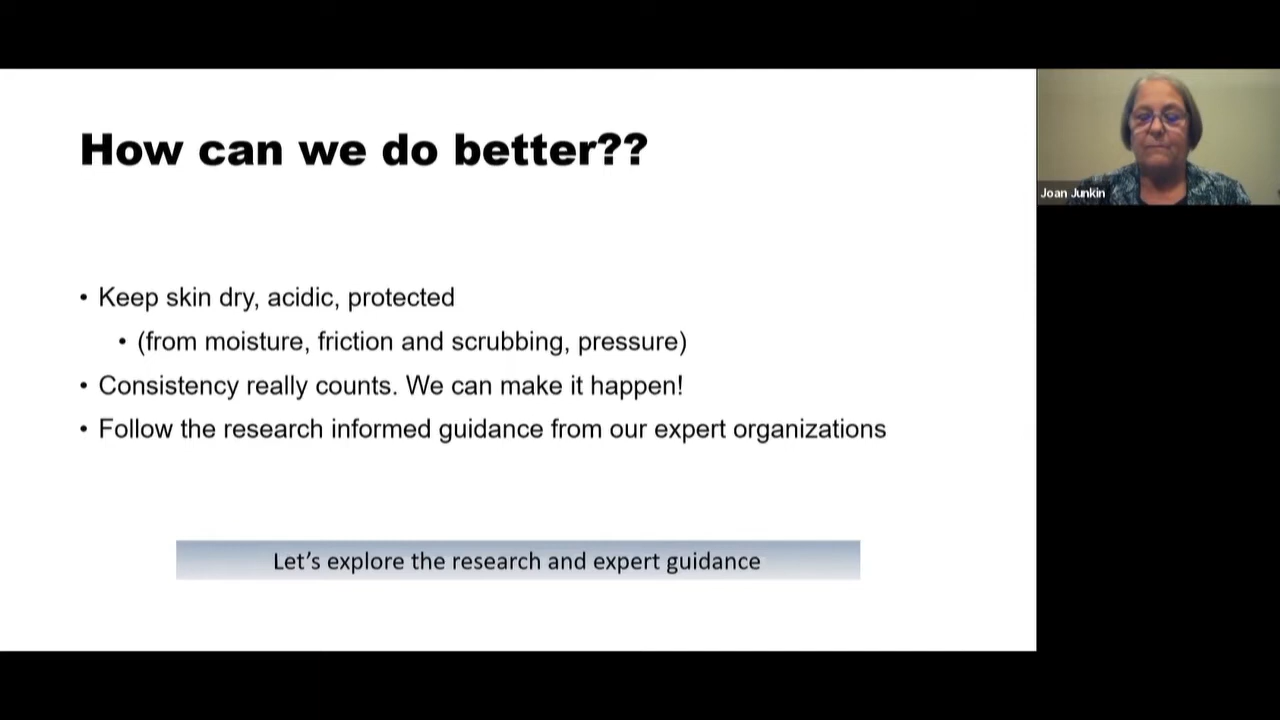 How can we do better??
• Keep skin dry, acidic, protected
• (from moisture, friction and scrubbing, pressure)
• Consistency really counts. We can make it happen!
• Follow the research informed guidance from our expert organizations
Let’s explore the research and expert guidance
Joan Junkin